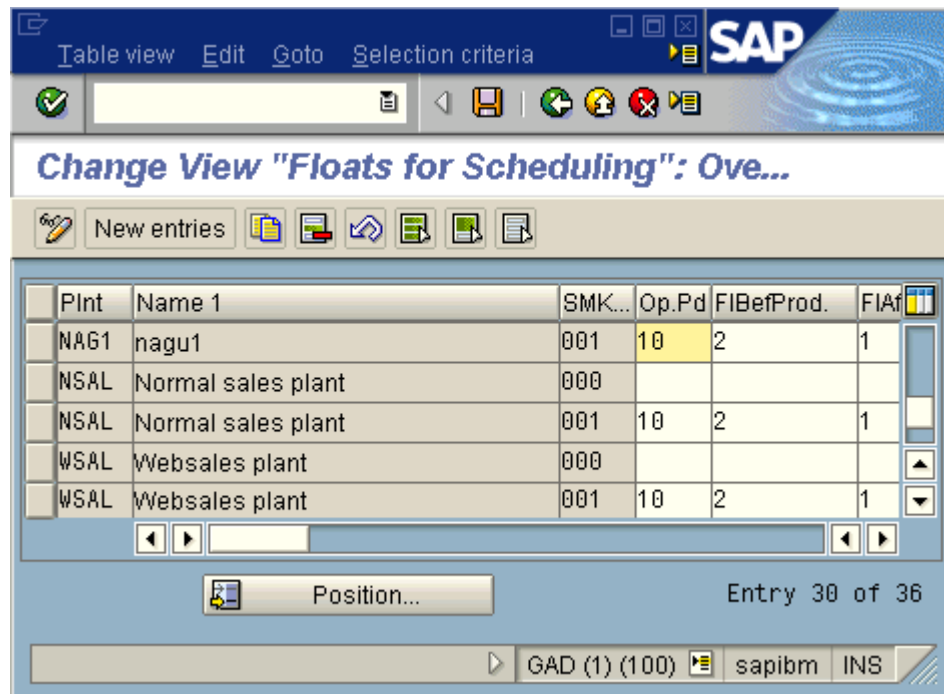 Table view Edit Goto Selection criteria
SAP
Change View "Floats for Scheduling": Ove...
New entries
Plnt Name 1 SMK... Op.Pd FlBefProd. FlAf
NAG1 nagu1 001 10 2 1
NSAL Normal sales plant 000
NSAL Normal sales plant 001 10 2 1
WSAL Websales plant 000
WSAL Websales plant 001 10 2 1
Position... Entry 30 of 36
GAD (1) (100) sapibm INS